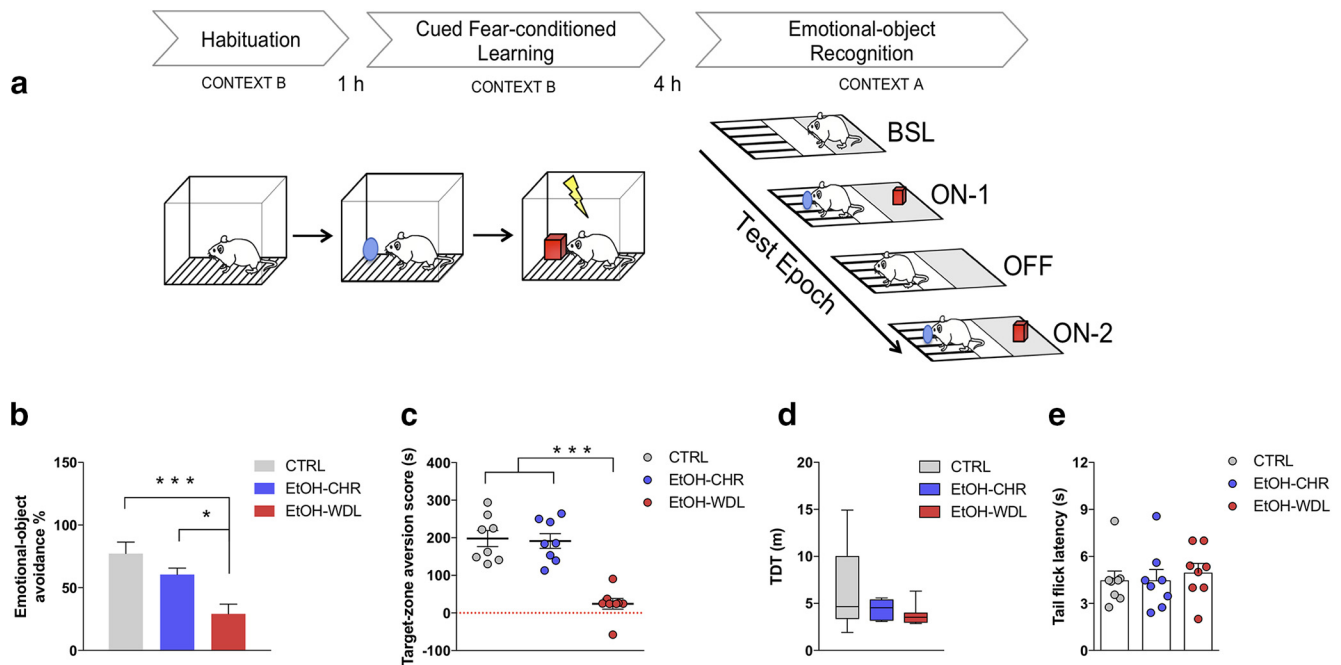 Habituation
Cued Fear-conditioned
Learning
Emotional-object
Recognition
a
CONTEXT B
1 h
CONTEXT B
4 h
CONTEXT A
BSL
ON-1
OFF
ON-2
Test Epoch
b
Emotional-object
avoidance %
150
100
50
0
* * *
*
CTRL
EtOH-CHR
EtOH-WDL
c
Target-zone aversion score (s)
400
300
200
100
0
-100
* * *
CTRL
EtOH-CHR
EtOH-WDL
d
TDT (m)
20
15
10
5
0
CTRL
EtOH-CHR
EtOH-WDL
e
Tail flick latency (s)
12
9
6
3
0
CTRL
EtOH-CHR
EtOH-WDL